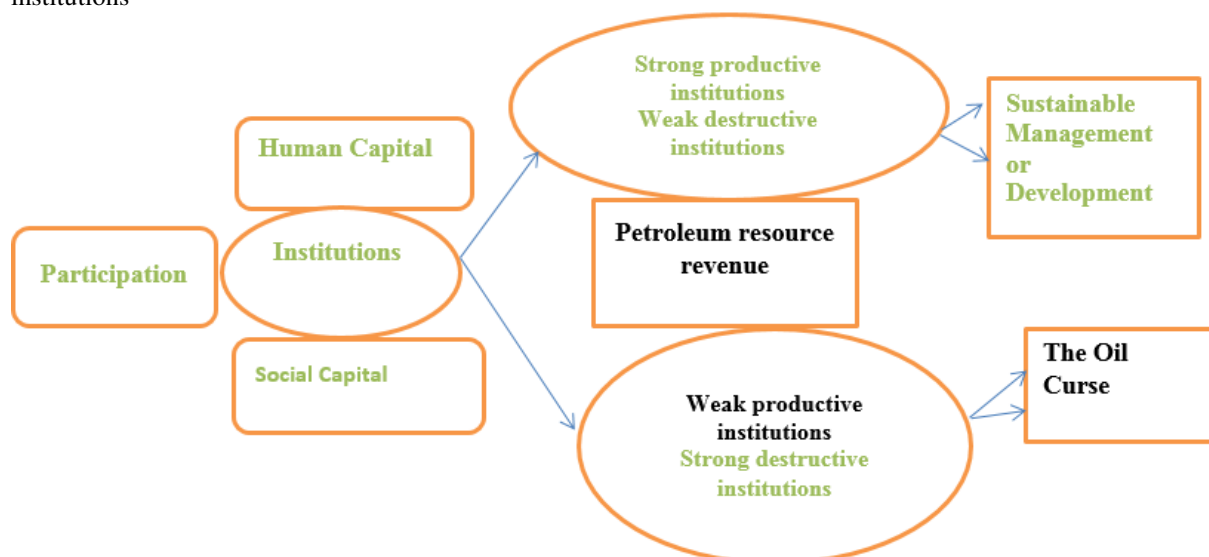 institutions
Strong productive
institutions
Weak destructive
institutions
Sustainable
Management
or
Development
Human Capital
Petroleum resource
revenue
Institutions
Participation
Social Capital
The Oil
Curse
Weak productive
institutions
Strong destructive
institutions